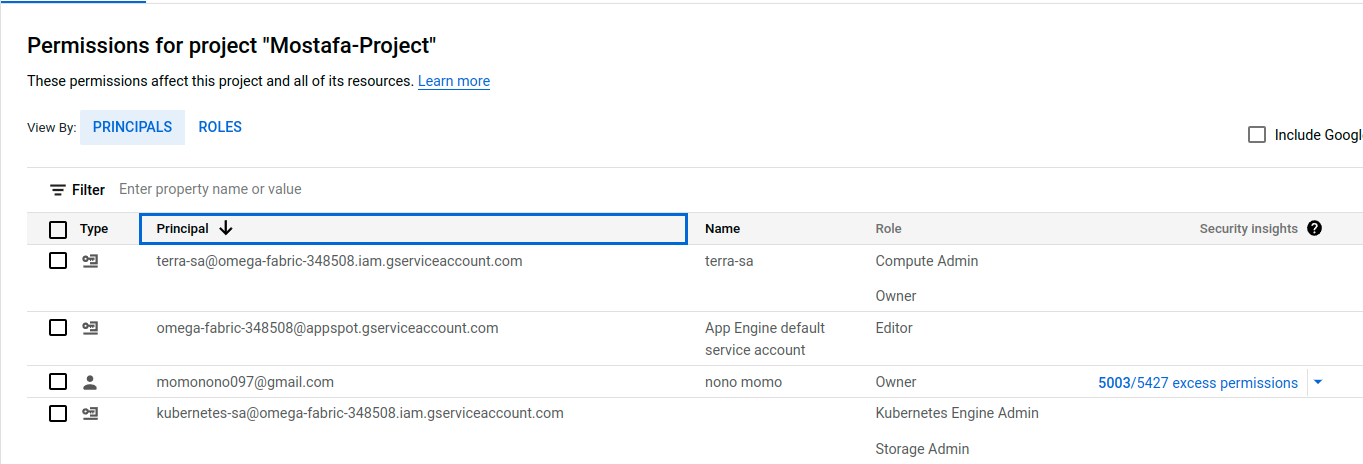 Permissions for project "Mostafa-Project"
These permissions affect this project and all of its resources. Learn more
View By: PRINCIPALS ROLES
Include Googl
Filter Enter property name or value
Type Principal Name Role Security insights ?
terra-sa@omega-fabric-348508.iam.gserviceaccount.com terra-sa Compute Admin
Owner
omega-fabric-348508@appspot.gserviceaccount.com App Engine default Editor
service account
momonono097@gmail.com nono momo Owner 5003/5427 excess permissions
kubernetes-sa@omega-fabric-348508.iam.gserviceaccount.com Kubernetes Engine Admin
Storage Admin